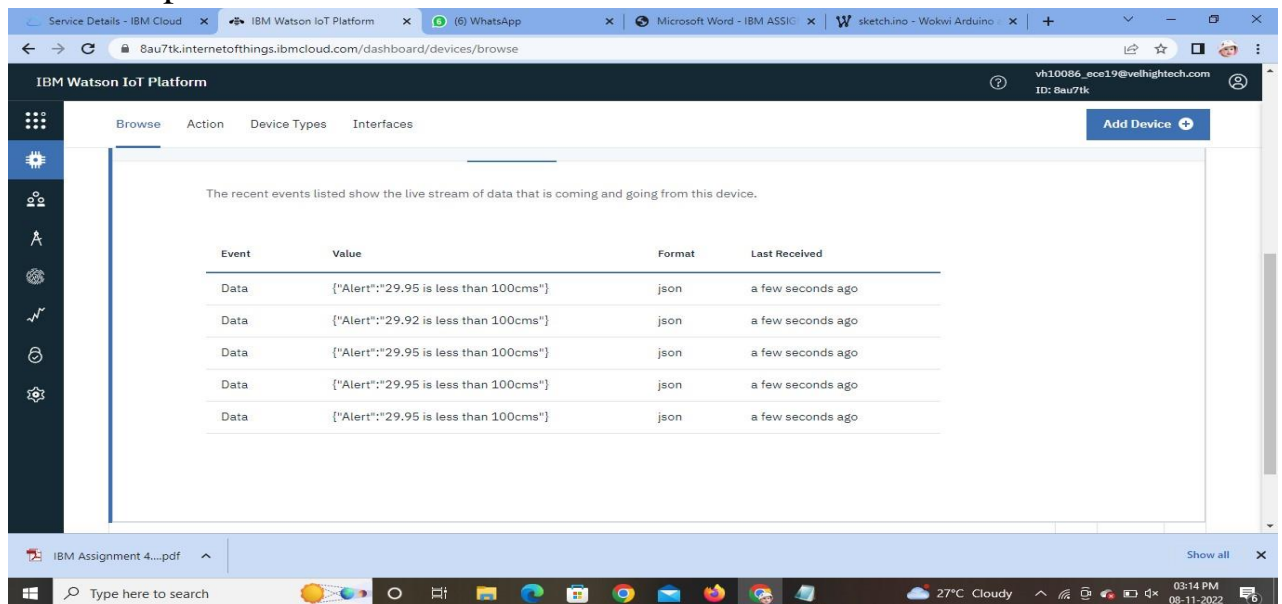 Service Details - IBM Cloud
IBM Watson IoT Platform
(6) WhatsApp
Microsoft Word - IBM ASSIG
sketch.ino - Wokwi Arduino
8au7tk.internetofthings.ibmcloud.com/dashboard/devices/browse
IBM Watson IoT Platform
vh10086_ece19@velhightech.com
ID: 8au7tk
Browse Action Device Types Interfaces
Add Device
The recent events listed show the live stream of data that is coming and going from this device.
Event Value Format Last Received
Data {"Alert":"29.95 is less than 100cms"} json a few seconds ago
Data {"Alert":"29.92 is less than 100cms"} json a few seconds ago
Data {"Alert":"29.95 is less than 100cms"} json a few seconds ago
Data {"Alert":"29.95 is less than 100cms"} json a few seconds ago
Data {"Alert":"29.95 is less than 100cms"} json a few seconds ago
IBM Assignment 4....pdf
Show all
Type here to search
27°C Cloudy
03:14 PM
08-11-2022
6